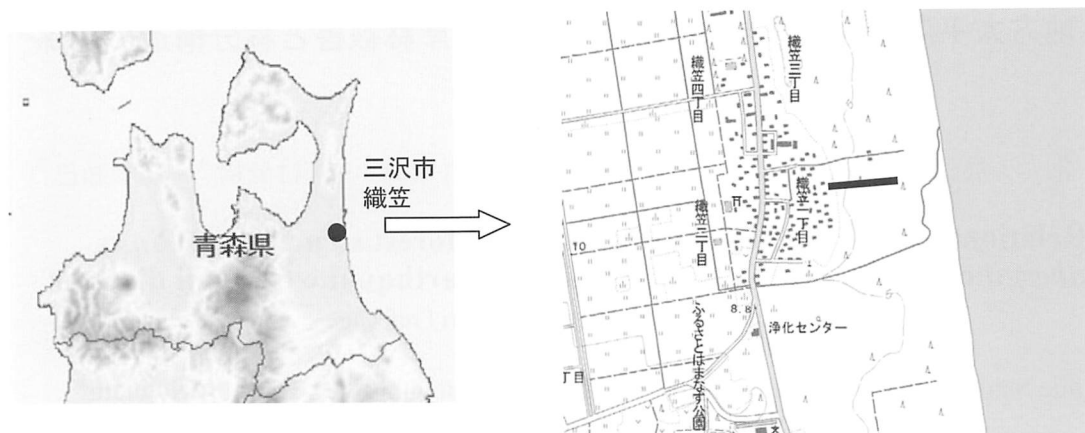 三沢市
織笠
青森県
織笠三丁目
織笠四丁目
織笠一丁目
織笠二丁目
10
8.8
浄化センター
ふるさとはまなす公園
丁目
5